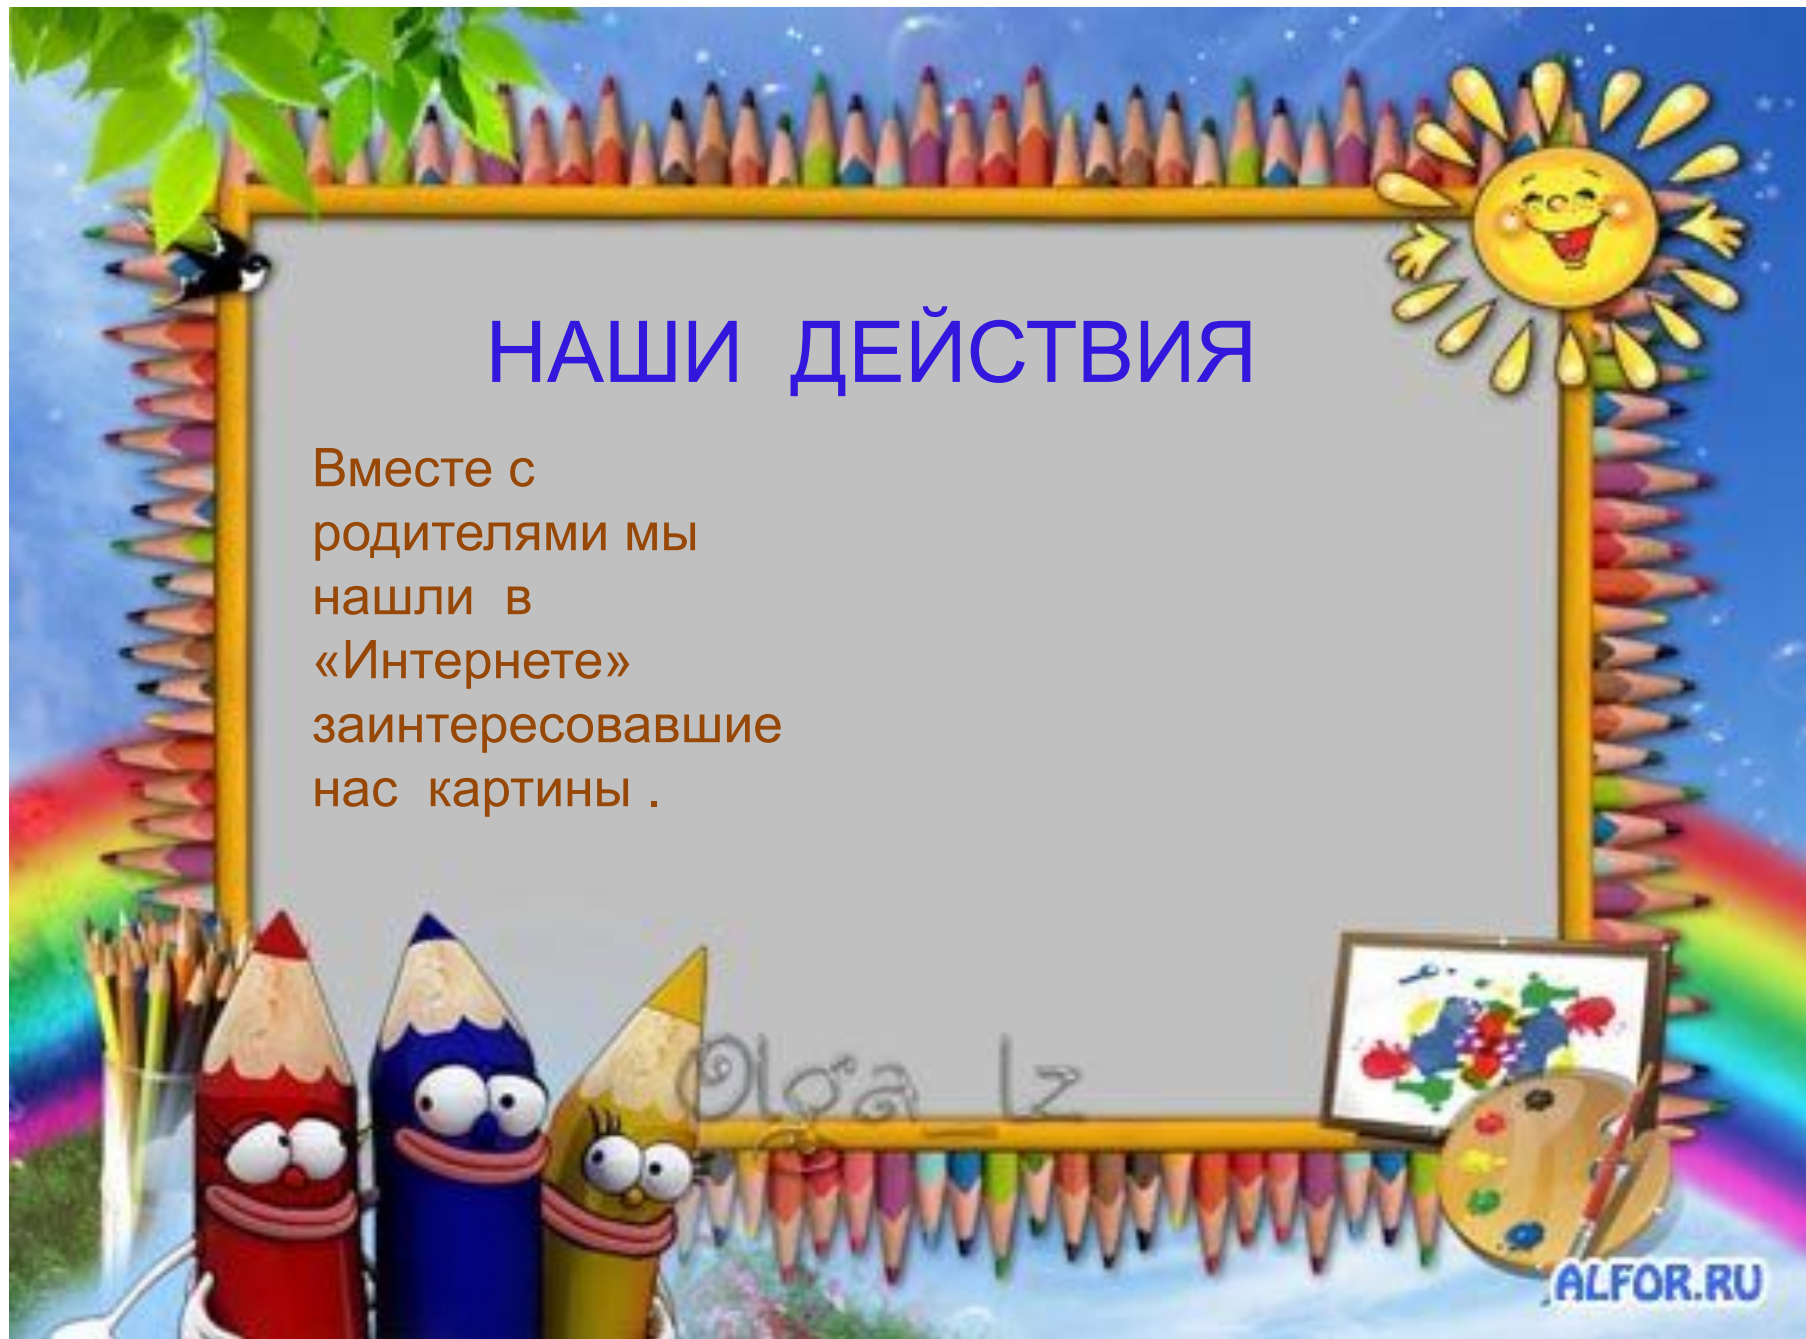 НАШИ ДЕЙСТВИЯ
Вместе с
родителями мы
нашли в
«Интернете»
заинтересовавшие
нас картины .
Olga_lz
ALFOR.RU